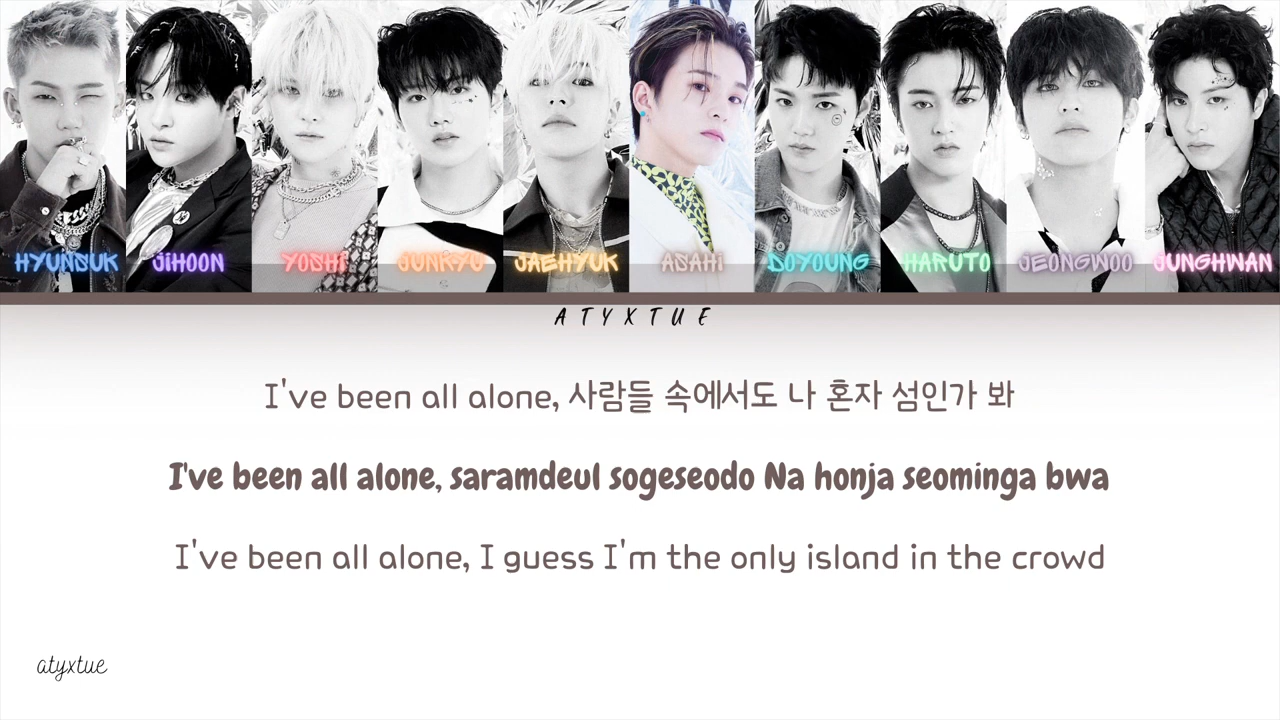 HYUNSUK JIHOON YOSHI JUNKYU JAEHYUK ASAHI DOYOUNG HARUTO JEONGWOO JUNGHWAN
ATYXTUE
I've been all alone, 사람들 속에서도 나 혼자 섬인가 봐
I've been all alone, saramdeul sogeseodo Na honja seominga bwa
I've been all alone, I guess I'm the only island in the crowd
atyxtue